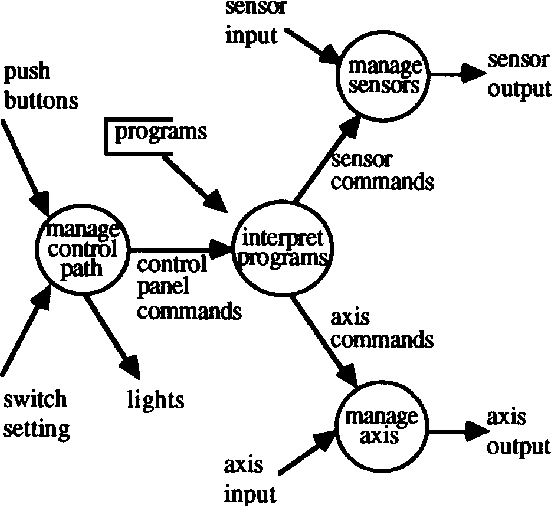 sensor
input
manage
sensors
sensor
output
push
buttons
programs
sensor
commands
manage
control
path
interpret
programs
control
panel
commands
axis
commands
switch
setting
lights
manage
axis
axis
output
axis
input